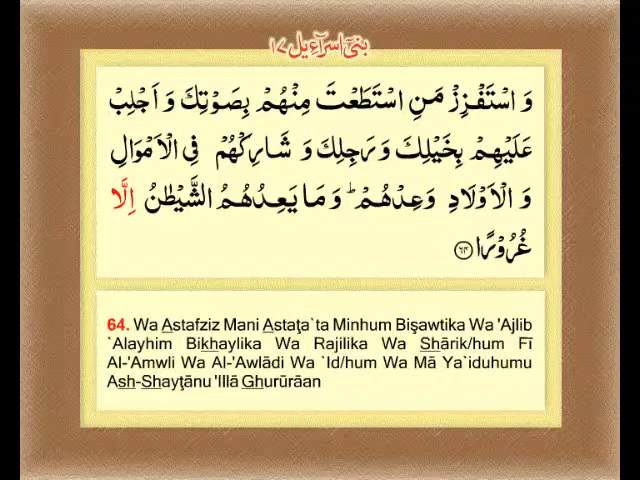 بنیٓ اسرآءیل ١٧
وَ اسْتَفْزِزْ مَنِ اسْتَطَعْتَ مِنْهُمْ بِصَوْتِكَ وَ اَجْلِبْ
عَلَيْهِمْ بِخَيْلِكَ وَ رَجِلِكَ وَ شَارِكْهُمْ فِى الْاَمْوَالِ
وَ الْاَوْلَادِ وَعِدْهُمْ ؕ وَ مَا يَعِدُهُمُ الشَّيْطٰنُ اِلَّا
غُرُوْرًا ﴿٦٤﴾
64. Wa Astafziz Mani Astaţa`ta Minhum Bişawtika Wa 'Ajlib
`Alayhim Bikhaylika Wa Rajilika Wa Shārik/hum Fī
Al-'Amwli Wa Al-'Awlādi Wa `Id/hum Wa Mā Ya`iduhumu
Ash-Shayţānu 'Illā Ghurūrāan